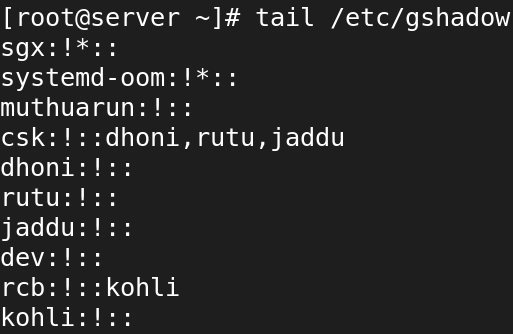 [root@server ~]# tail /etc/gshadow
sgx:!*::
systemd-oom:!*::
muthuarun:!::
csk:!::dhoni,rutu,jaddu
dhoni:!::
rutu:!::
jaddu:!::
dev:!::
rcb:!::kohli
kohli:!::